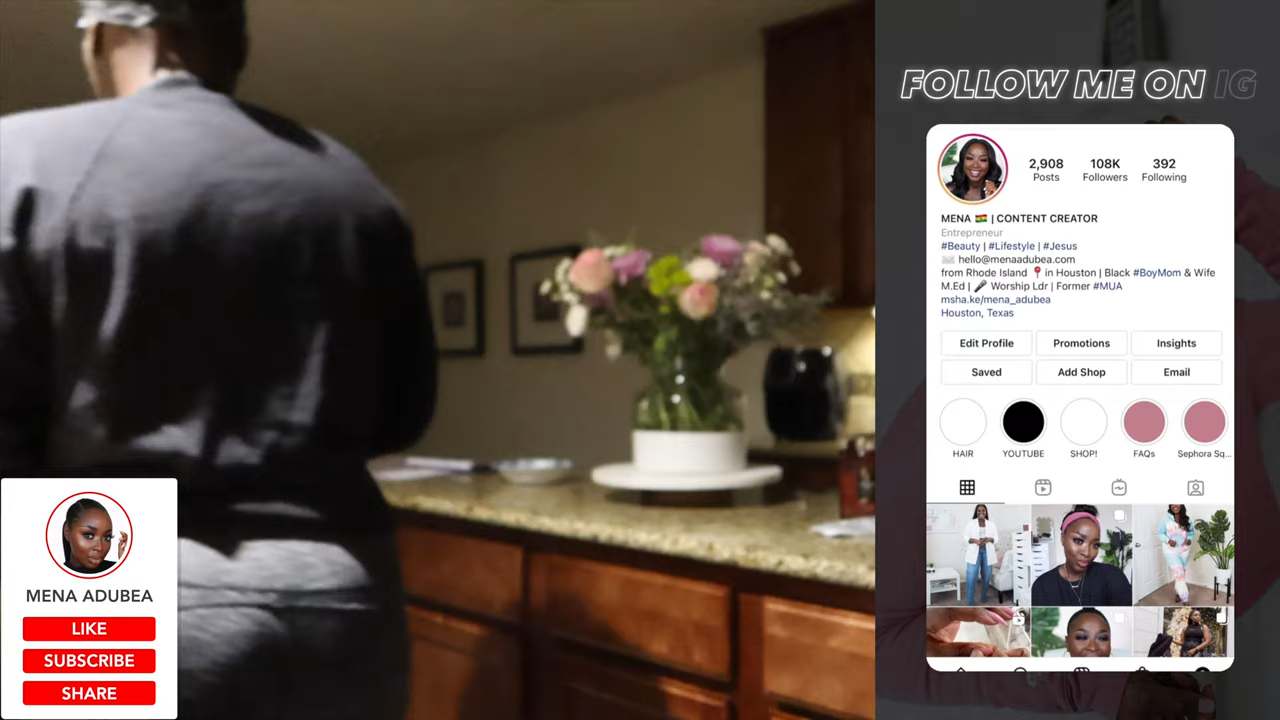 FOLLOW ME ON IG
2,908 108K 392
Posts Followers Following
MENA 🇬🇭 | CONTENT CREATOR
Entrepreneur
#Beauty | #Lifestyle | #Jesus
✉️ hello@menaadubea.com
from Rhode Island 📍 in Houston | Black #BoyMom & Wife
M.Ed | 🎤 Worship Ldr | Former #MUA
msha.ke/mena_adubea
Houston, Texas
Edit Profile Promotions Insights
Saved Add Shop Email
HAIR YOUTUBE SHOP! FAQs Sephora Sq...
MENA ADUBEA
LIKE
SUBSCRIBE
SHARE